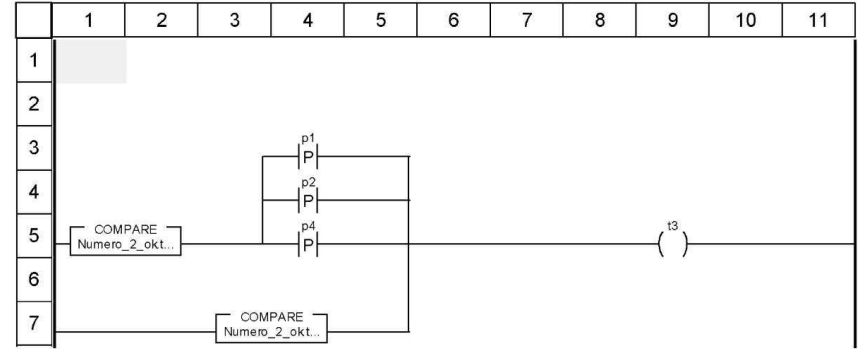 1 2 3 4 5 6 7 8 9 10 11
1
2
p1
3
P
p2
4
P
p4
t3
5
COMPARE
P
( )
Numero_2_okt...
6
7
COMPARE
Numero_2_okt...